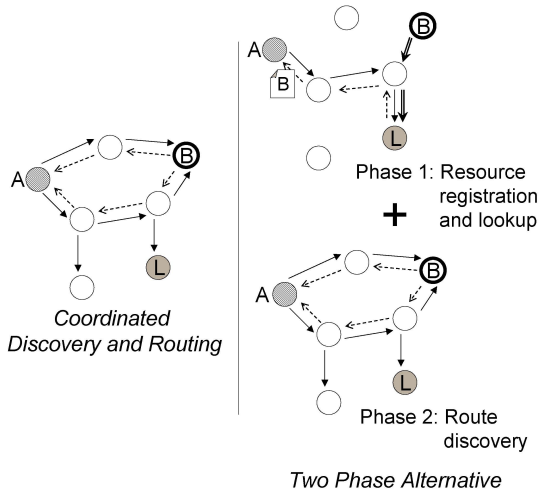 A
B
L
Coordinated
Discovery and Routing
B
A
B
L
Phase 1: Resource
registration
and lookup
+
A
B
L
Phase 2: Route
discovery
Two Phase Alternative